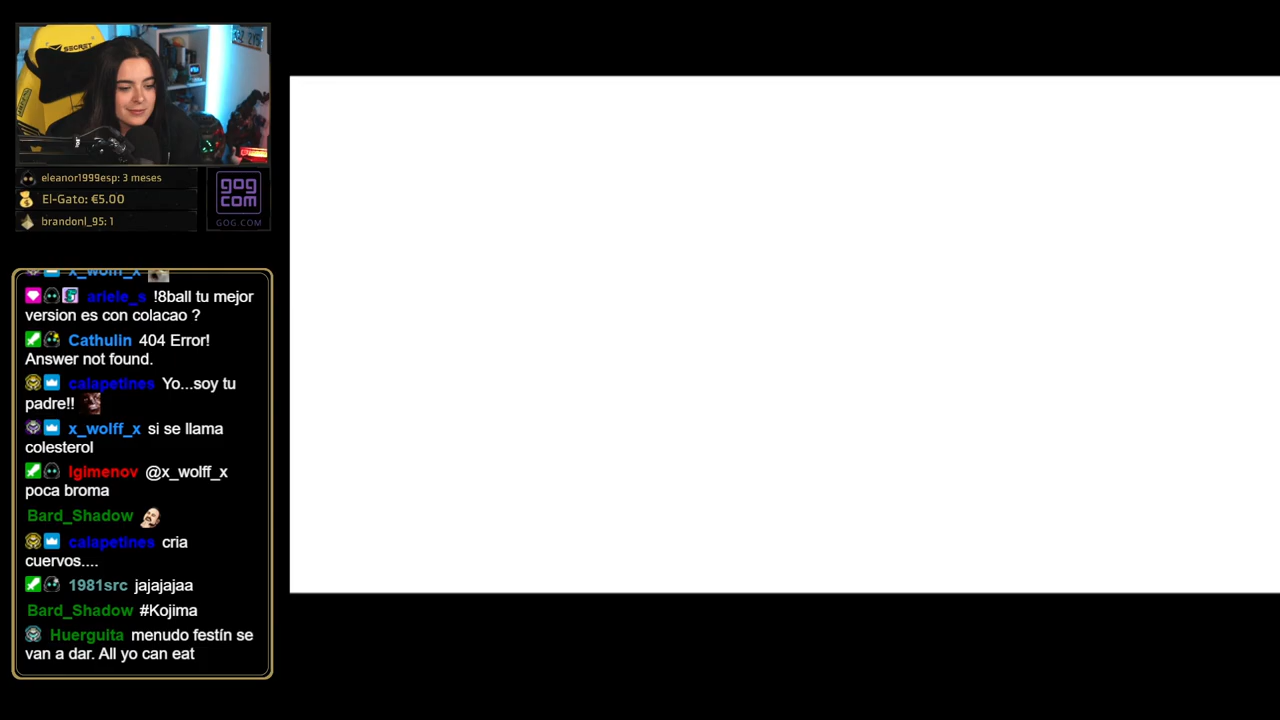 SECRET
eleanor1999esp: 3 meses
El-Gato: €5.00
brandonl_95: 1
gog
com
GOG.COM
x_wolff_x
ariele_s !8ball tu mejor
version es con colacao ?
Cathulin 404 Error!
Answer not found.
calapetines Yo...soy tu
padre!!
x_wolff_x si se llama
colesterol
Igimenov @x_wolff_x
poca broma
Bard_Shadow
calapetines cria
cuervos....
1981src jajajajaa
Bard_Shadow #Kojima
Huerguita menudo festín se
van a dar. All yo can eat